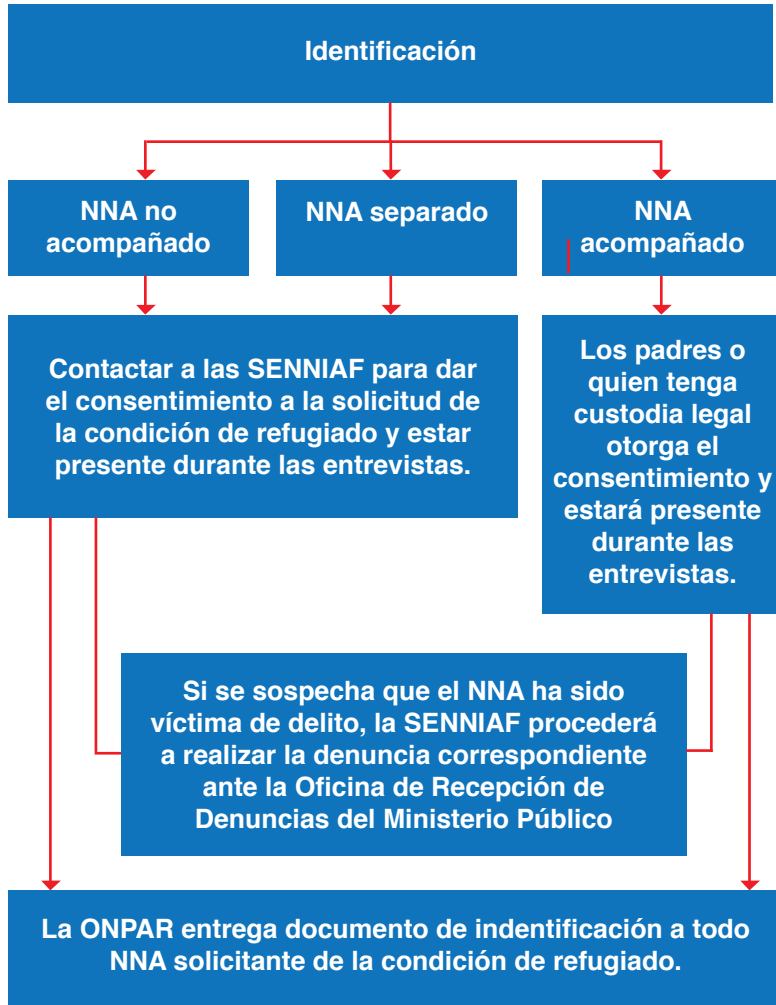 Identificación
NNA no
acompañado
NNA separado
NNA
acompañado
Contactar a las SENNIAF para dar
el consentimiento a la solicitud de
la condición de refugiado y estar
presente durante las entrevistas.
Los padres o
quien tenga
custodia legal
otorga el
consentimiento y
estará presente
durante las
entrevistas.
Si se sospecha que el NNA ha sido
víctima de delito, la SENNIAF procederá
a realizar la denuncia correspondiente
ante la Oficina de Recepción de
Denuncias del Ministerio Público
La ONPAR entrega documento de indentificación a todo
NNA solicitante de la condición de refugiado.